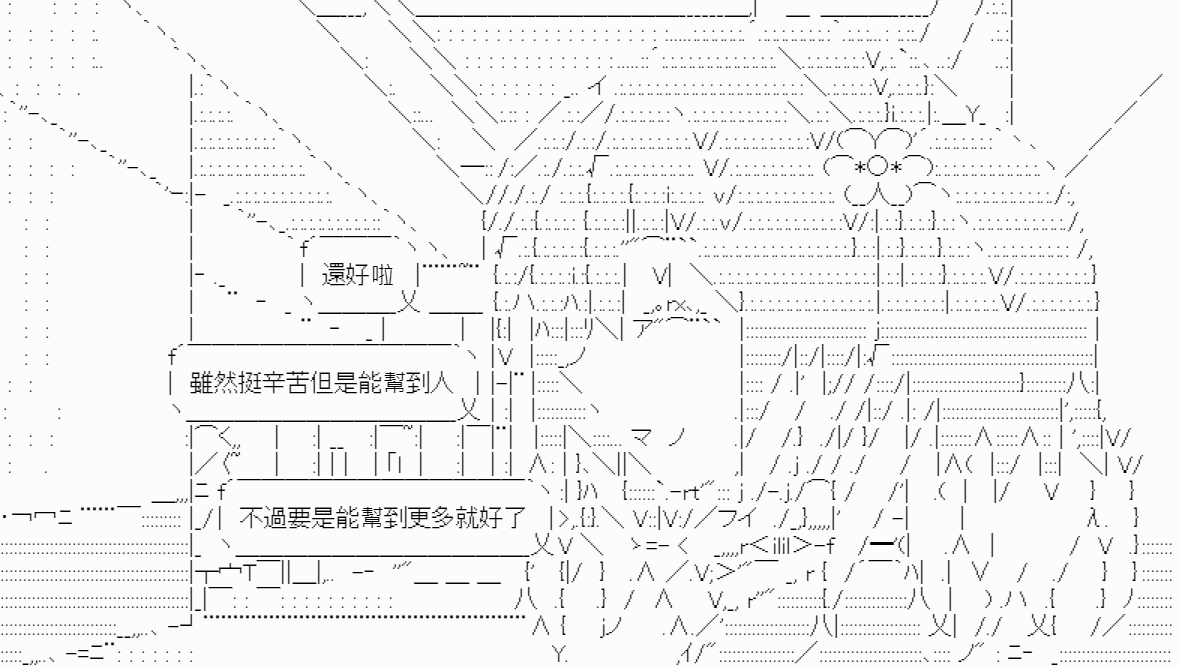 還好啦
雖然挺辛苦但是能幫到人
不過要是能幫到更多就好了